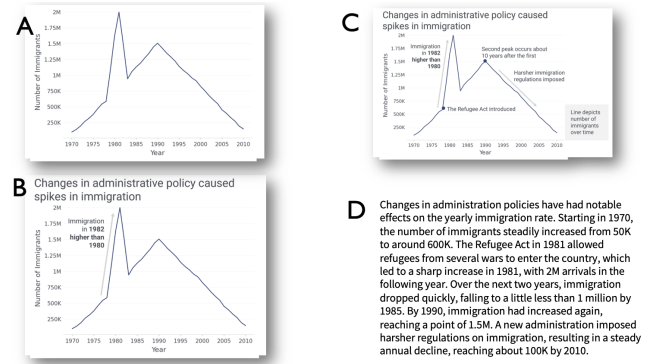 A
Number of Immigrants
2M
1.75M
1.5M
1.25M
1M
750K
500K
250K
1970 1975 1980 1985 1990 1995 2000 2005 2010
Year
B
Changes in administrative policy caused
spikes in immigration
Number of Immigrants
2M
1.75M
1.5M
1.25M
1M
750K
500K
250K
Immigration
in 1982
higher than
1980
1970 1975 1980 1985 1990 1995 2000 2005 2010
Year
C
Changes in administrative policy caused
spikes in immigration
Number of Immigrants
2M
1.75M
1.5M
1.25M
1M
750K
500K
250K
Immigration
in 1982
higher than
1980
Second peak occurs about
10 years after the first
Harsher immigration
regulations imposed
The Refugee Act introduced
Line depicts
number of
immigrants
over time
1970 1975 1980 1985 1990 1995 2000 2005 2010
Year
D
Changes in administration policies have had notable
effects on the yearly immigration rate. Starting in 1970,
the number of immigrants steadily increased from 50K
to around 600K. The Refugee Act in 1981 allowed
refugees from several wars to enter the country, which
led to a sharp increase in 1981, with 2M arrivals in the
following year. Over the next two years, immigration
dropped quickly, falling to a little less than 1 million by
1985. By 1990, immigration had increased again,
reaching a point of 1.5M. A new administration imposed
harsher regulations on immigration, resulting in a steady
annual decline, reaching about 100K by 2010.